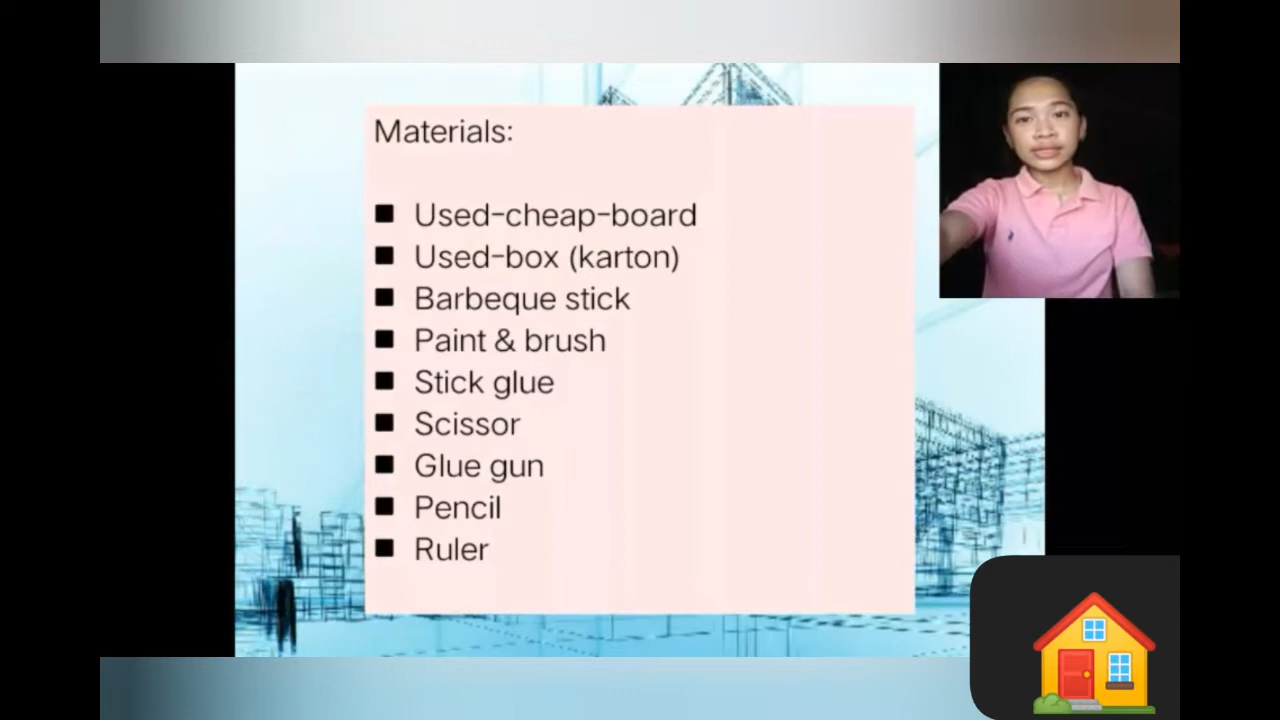 Materials:
■ Used-cheap-board
■ Used-box (karton)
■ Barbeque stick
■ Paint & brush
■ Stick glue
■ Scissor
■ Glue gun
■ Pencil
■ Ruler